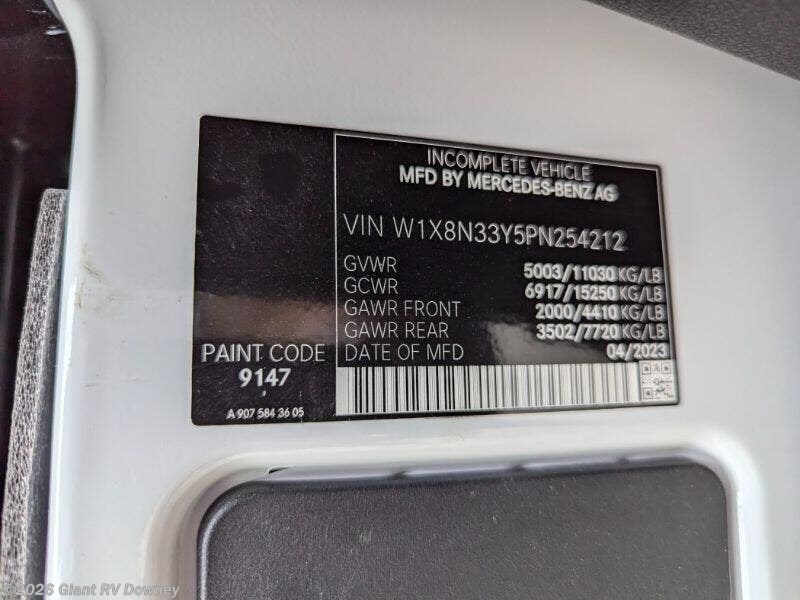 INCOMPLETE VEHICLE
MFD BY MERCEDES-BENZ AG
VIN W1X8N33Y5PN254212
GVWR 5003/11030 KG/LB
GCWR 6917/15250 KG/LB
GAWR FRONT 2000/4410 KG/LB
GAWR REAR 3502/7720 KG/LB
DATE OF MFD 04/2023
PAINT CODE
9147
A 907 584 36 05
©2026 Giant RV Downey